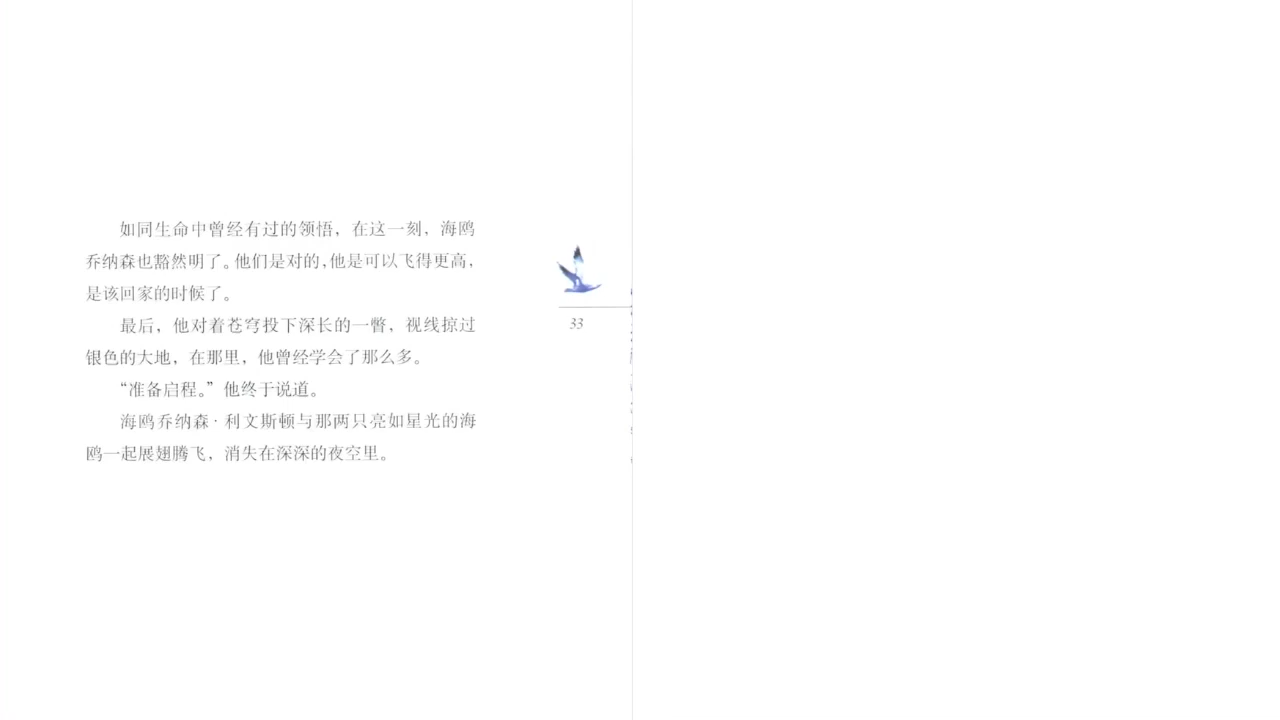 如同生命中曾经有过的领悟，在这一刻，海鸥
乔纳森也豁然明了。他们是对的，他是可以飞得更高，
是该回家的时候了。
最后，他对着苍穹投下深长的一瞥，视线掠过
银色的大地，在那里，他曾经学会了那么多。
“准备启程。”他终于说道。
海鸥乔纳森·利文斯顿与那两只亮如星光的海
鸥一起展翅腾飞，消失在深深的夜空里。
33